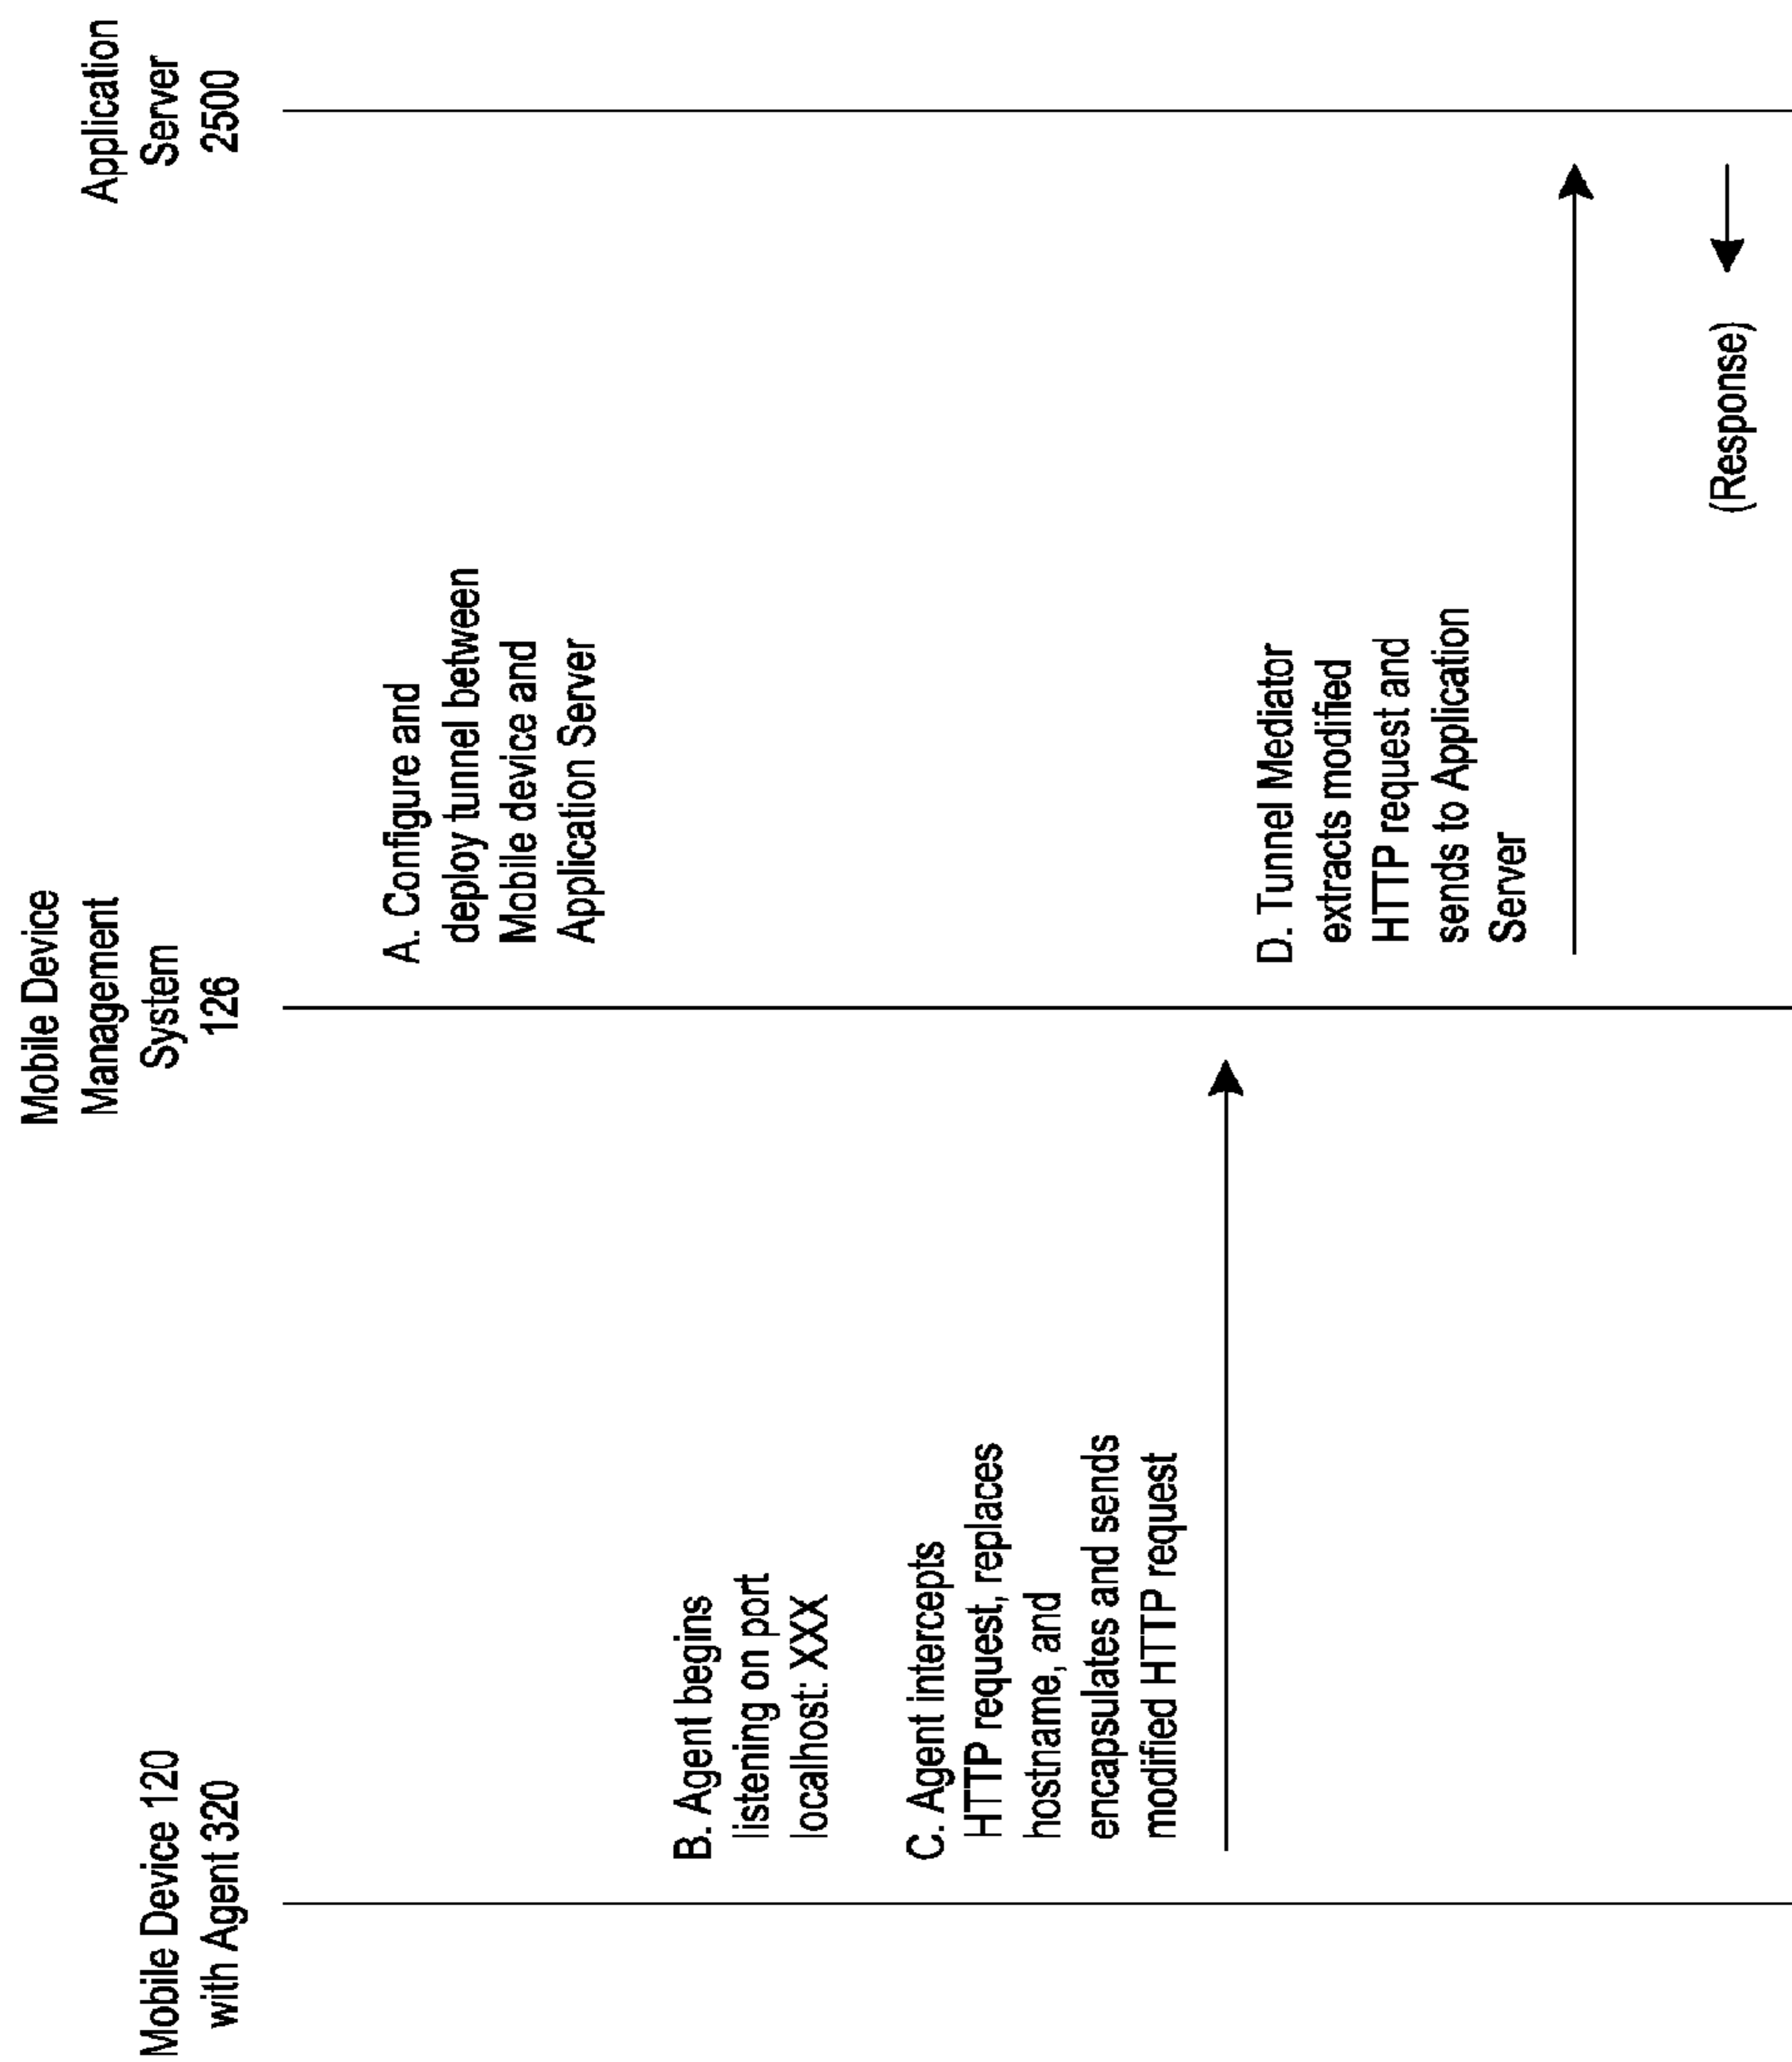 Mobile Device 120
with Agent 320
Mobile Device
Management
System
126
Application
Server
2500
A. Configure and
deploy tunnel between
Mobile device and
Application Server
B. Agent begins
listening on port
localhost: XXX
C. Agent intercepts
HTTP request, replaces
hostname, and
encapsulates and sends
modified HTTP request
D. Tunnel Mediator
extracts modified
HTTP request and
sends to Application
Server
(Response)